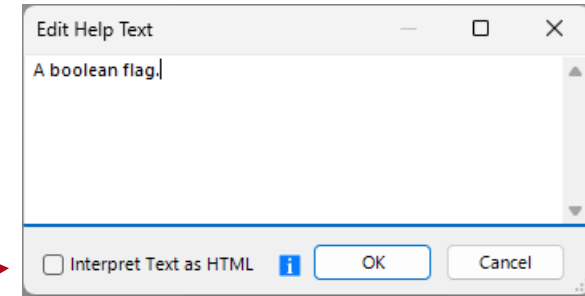 Edit Help Text
A boolean flag.
Interpret Text as HTML
i
OK
Cancel